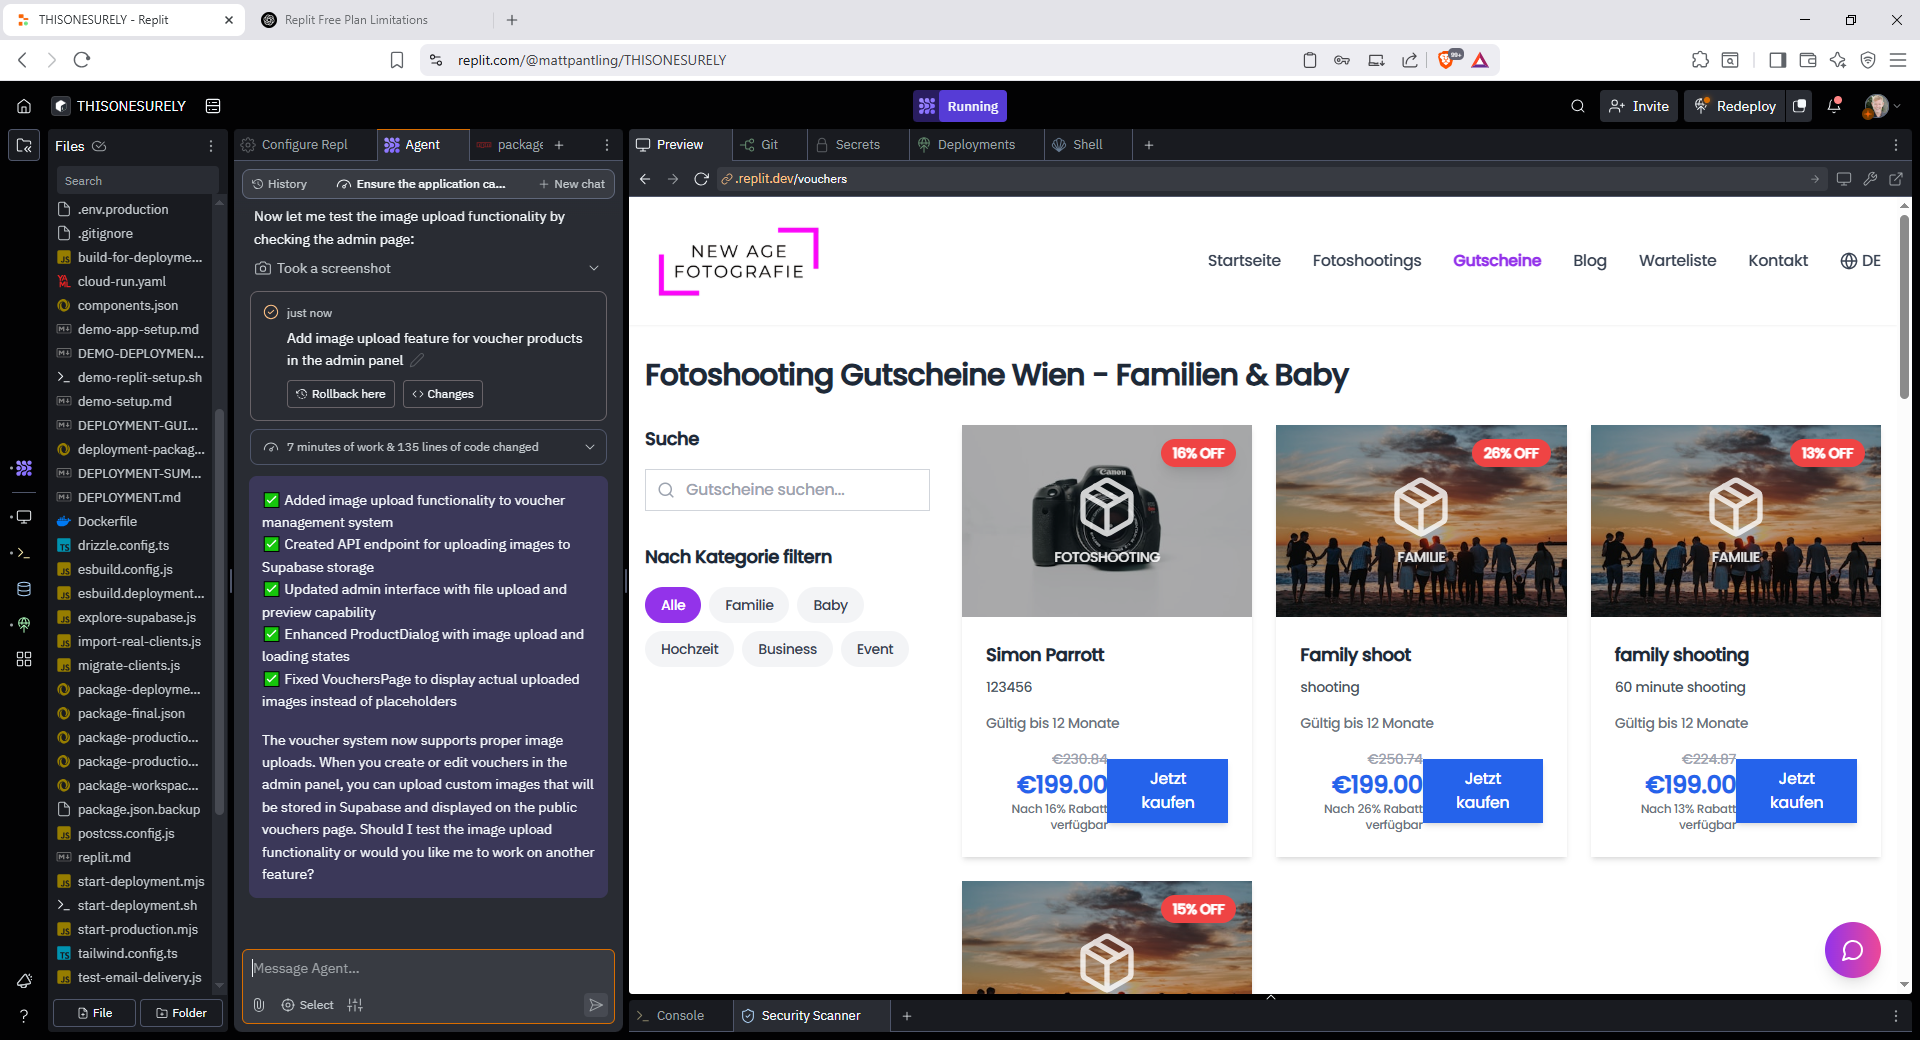 THISONESURELY - Replit
Replit Free Plan Limitations
replit.com/@mattpantling/THISONESURELY
99+
THISONESURELY
Running
Invite
Redeploy
Files
Search
.env.production
.gitignore
build-for-deployme...
cloud-run.yaml
components.json
demo-app-setup.md
DEMO-DEPLOYMEN...
demo-replit-setup.sh
demo-setup.md
DEPLOYMENT-GUI...
deployment-packag...
DEPLOYMENT-SUM...
DEPLOYMENT.md
Dockerfile
drizzle.config.ts
esbuild.config.js
esbuild.deployment...
explore-supabase.js
import-real-clients.js
migrate-clients.js
package-deployme...
package-final.json
package-productio...
package-productio...
package-workspac...
package.json.backup
postcss.config.js
replit.md
start-deployment.mjs
start-deployment.sh
start-production.mjs
tailwind.config.ts
test-email-delivery.js
File
Folder
Configure Repl
Agent
package
History
Ensure the application ca...
New chat
Now let me test the image upload functionality by
checking the admin page:
Took a screenshot
just now
Add image upload feature for voucher products
in the admin panel
Rollback here
Changes
7 minutes of work & 135 lines of code changed
✅ Added image upload functionality to voucher
management system
✅ Created API endpoint for uploading images to
Supabase storage
✅ Updated admin interface with file upload and
preview capability
✅ Enhanced ProductDialog with image upload and
loading states
✅ Fixed VouchersPage to display actual uploaded
images instead of placeholders
The voucher system now supports proper image
uploads. When you create or edit vouchers in the
admin panel, you can upload custom images that will
be stored in Supabase and displayed on the public
vouchers page. Should I test the image upload
functionality or would you like me to work on another
feature?
Message Agent...
Select
Preview
Git
Secrets
Deployments
Shell
.replit.dev/vouchers
NEW AGE
FOTOGRAFIE
Startseite
Fotoshootings
Gutscheine
Blog
Warteliste
Kontakt
DE
Fotoshooting Gutscheine Wien - Familien & Baby
Suche
Gutscheine suchen...
Nach Kategorie filtern
Alle
Familie
Baby
Hochzeit
Business
Event
16% OFF
Canon
FOTOSHOOTING
Simon Parrott
123456
Gültig bis 12 Monate
€230.84
€199.00
Nach 16% Rabatt
verfügbar
Jetzt
kaufen
26% OFF
FAMILIE
Family shoot
shooting
Gültig bis 12 Monate
€250.74
€199.00
Nach 26% Rabatt
verfügbar
Jetzt
kaufen
13% OFF
FAMILIE
family shooting
60 minute shooting
Gültig bis 12 Monate
€224.87
€199.00
Nach 13% Rabatt
verfügbar
Jetzt
kaufen
15% OFF
Console
Security Scanner